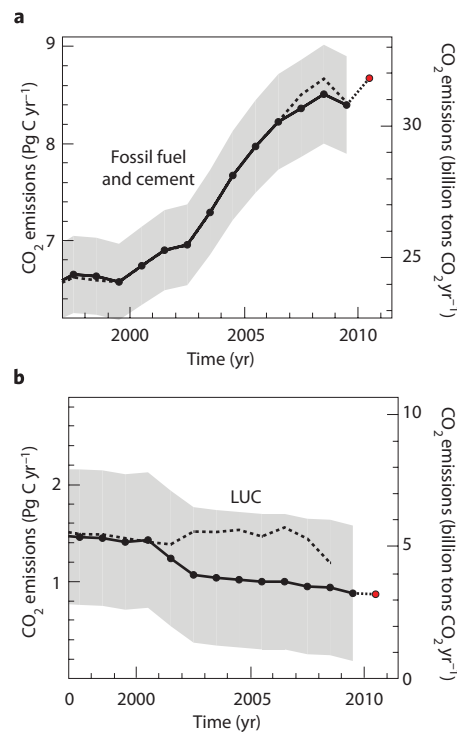 a
9
8
7
CO₂ emissions (Pg C yr⁻¹)
Fossil fuel
and cement
30
25
CO₂ emissions (billion tons CO₂ yr⁻¹)
2000 2005 2010
Time (yr)
b
2
1
CO₂ emissions (Pg C yr⁻¹)
LUC
10
5
0
CO₂ emissions (billion tons CO₂ yr⁻¹)
0 2000 2005 2010
Time (yr)